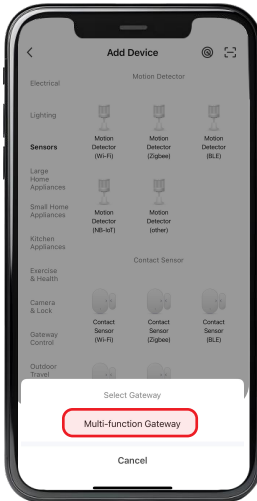 Add Device
Electrical
Lighting
Sensors
Large
Home
Appliances
Small Home
Appliances
Kitchen
Appliances
Exercise
& Health
Camera
& Lock
Gateway
Control
Outdoor
Travel
Motion Detector
Motion
Detector
(Wi-Fi)
Motion
Detector
(Zigbee)
Motion
Detector
(BLE)
Motion
Detector
(NB-IoT)
Motion
Detector
(other)
Contact Sensor
Contact
Sensor
(Wi-Fi)
Contact
Sensor
(Zigbee)
Contact
Sensor
(BLE)
Select Gateway
Multi-function Gateway
Cancel